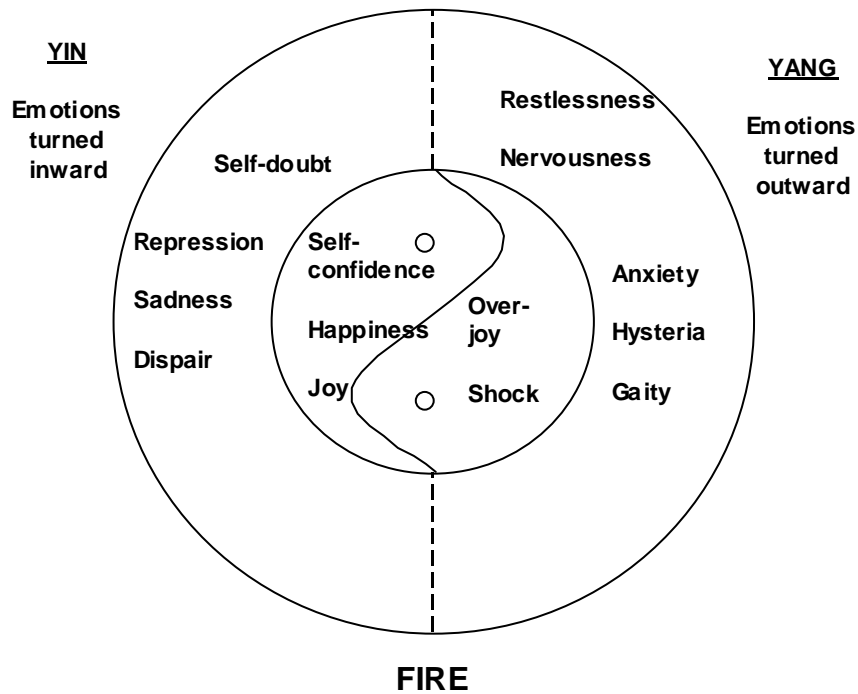 YIN
Emotions
turned
inward
YANG
Emotions
turned
outward
Restlessness
Nervousness
Self-doubt
Repression
Sadness
Dispair
Self-
confidence
Happiness
Joy
Over-
joy
Shock
Anxiety
Hysteria
Gaity
FIRE